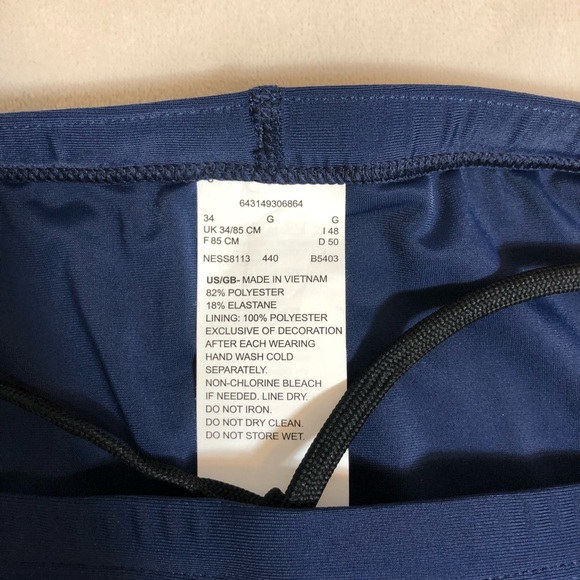 643149306864
34 G G
UK 34/85 CM I 48
F 85 CM D 50
NESS8113 440 B5403
US/GB- MADE IN VIETNAM
82% POLYESTER
18% ELASTANE
LINING: 100% POLYESTER
EXCLUSIVE OF DECORATION
AFTER EACH WEARING
HAND WASH COLD
SEPARATELY.
NON-CHLORINE BLEACH
IF NEEDED. LINE DRY.
DO NOT IRON.
DO NOT DRY CLEAN.
DO NOT STORE WET.